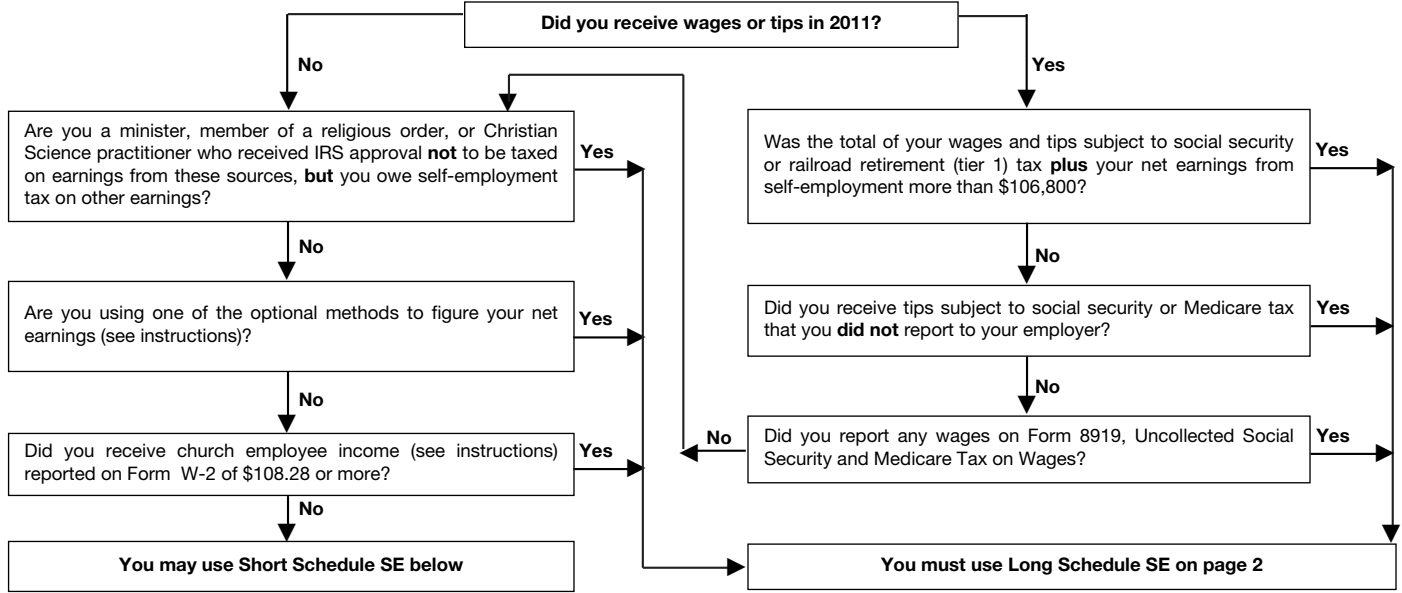 Did you receive wages or tips in 2011?
No
Yes
Are you a minister, member of a religious order, or Christian
Science practitioner who received IRS approval not to be taxed
on earnings from these sources, but you owe self-employment
tax on other earnings?
Yes
No
Are you using one of the optional methods to figure your net
earnings (see instructions)?
Yes
No
Did you receive church employee income (see instructions)
reported on Form W-2 of $108.28 or more?
Yes
No
You may use Short Schedule SE below
Was the total of your wages and tips subject to social security
or railroad retirement (tier 1) tax plus your net earnings from
self-employment more than $106,800?
Yes
No
Did you receive tips subject to social security or Medicare tax
that you did not report to your employer?
Yes
No
No
Did you report any wages on Form 8919, Uncollected Social
Security and Medicare Tax on Wages?
Yes
You must use Long Schedule SE on page 2